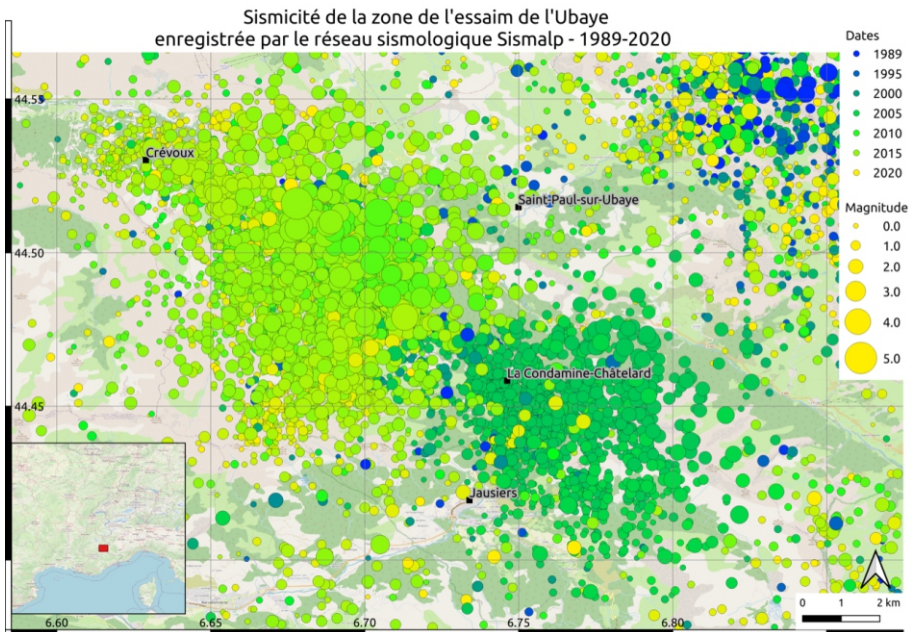 Sismicité de la zone de l'essaim de l'Ubaye
enregistrée par le réseau sismologique Sismalp - 1989-2020
Dates
1989
1995
2000
2005
2010
2015
2020
Magnitude
0.0
1.0
2.0
3.0
4.0
5.0
44.55
Crévoux
Saint-Paul-sur-Ubaye
44.50
La Condamine-Châtelard
44.45
Jausiers
0 1 2 km
6.60 6.65 6.70 6.75 6.80